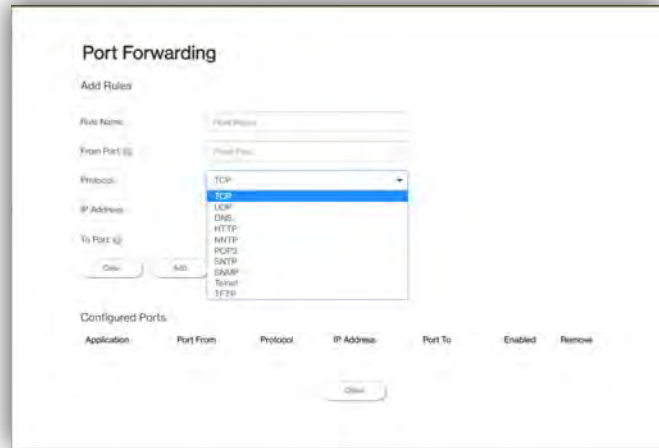 Port Forwarding
Add Rules
Rule Name
From Port
Protocol
TCP
TCP
UDP
DNS
HTTP
NNTP
POP3
SNTP
SNMP
Telnet
TFTP
IP Address
To Port
Clear Add
Configured Ports
Application Port From Protocol IP Address Port To Enabled Remove